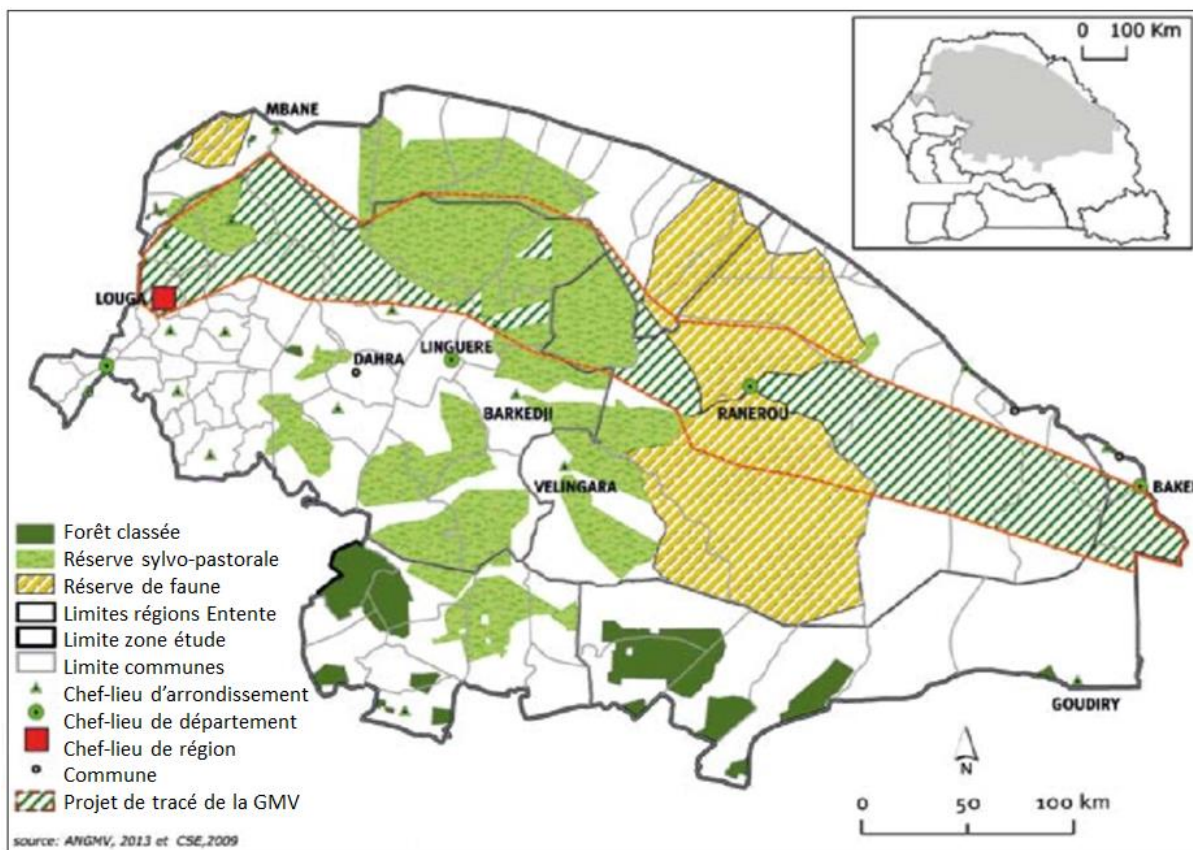 0 100 Km
MBANE
LOUGA
DAHRA
LINGUERE
BARKEDJI
RANEROU
VELINGARA
BAKEL
GOUDIRY
Forêt classée
Réserve sylvo-pastorale
Réserve de faune
Limites régions Entente
Limite zone étude
Limite communes
Chef-lieu d'arrondissement
Chef-lieu de département
Chef-lieu de région
Commune
Projet de tracé de la GMV
N
0 50 100 km
source: ANGMV, 2013 et CSE,2009